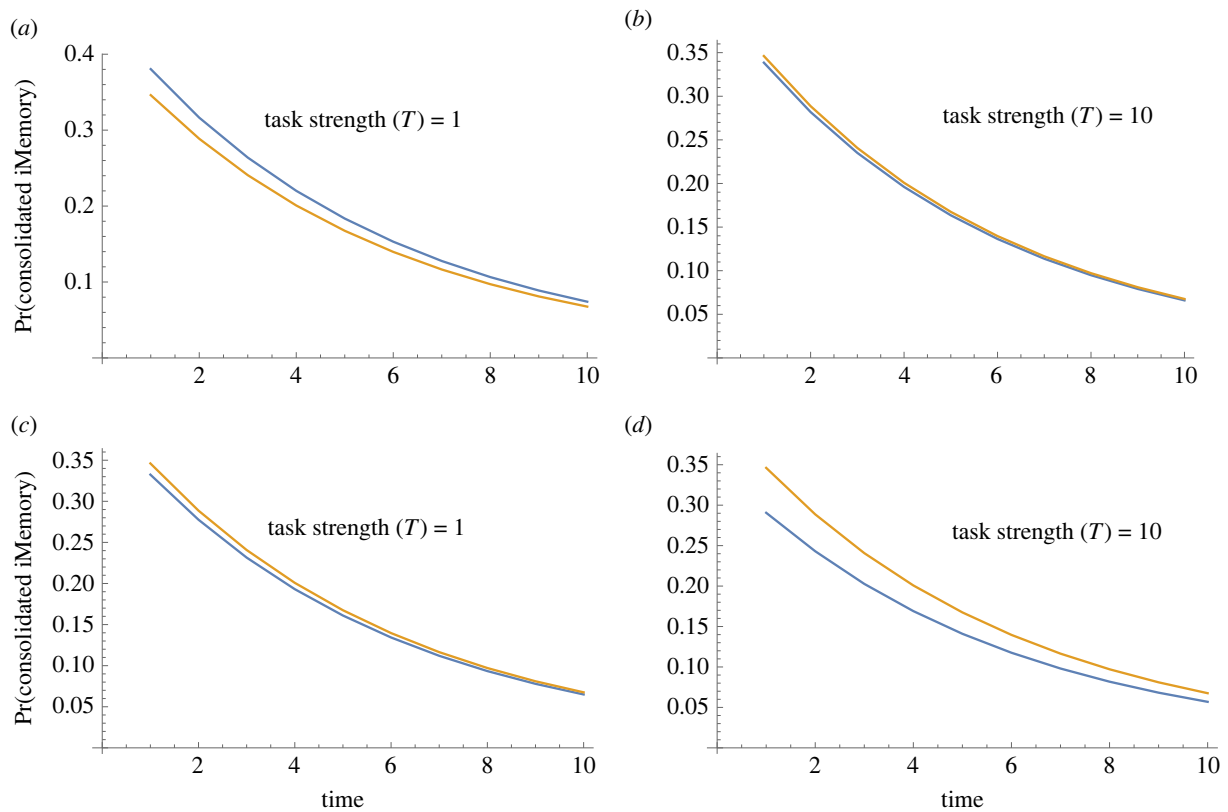 (a)
0.4
0.3
0.2
0.1
Pr(consolidated iMemory)
task strength (T) = 1
2 4 6 8 10
(b)
0.35
0.30
0.25
0.20
0.15
0.10
0.05
task strength (T) = 10
2 4 6 8 10
(c)
0.35
0.30
0.25
0.20
0.15
0.10
0.05
Pr(consolidated iMemory)
task strength (T) = 1
2 4 6 8 10
time
(d)
0.35
0.30
0.25
0.20
0.15
0.10
0.05
task strength (T) = 10
2 4 6 8 10
time